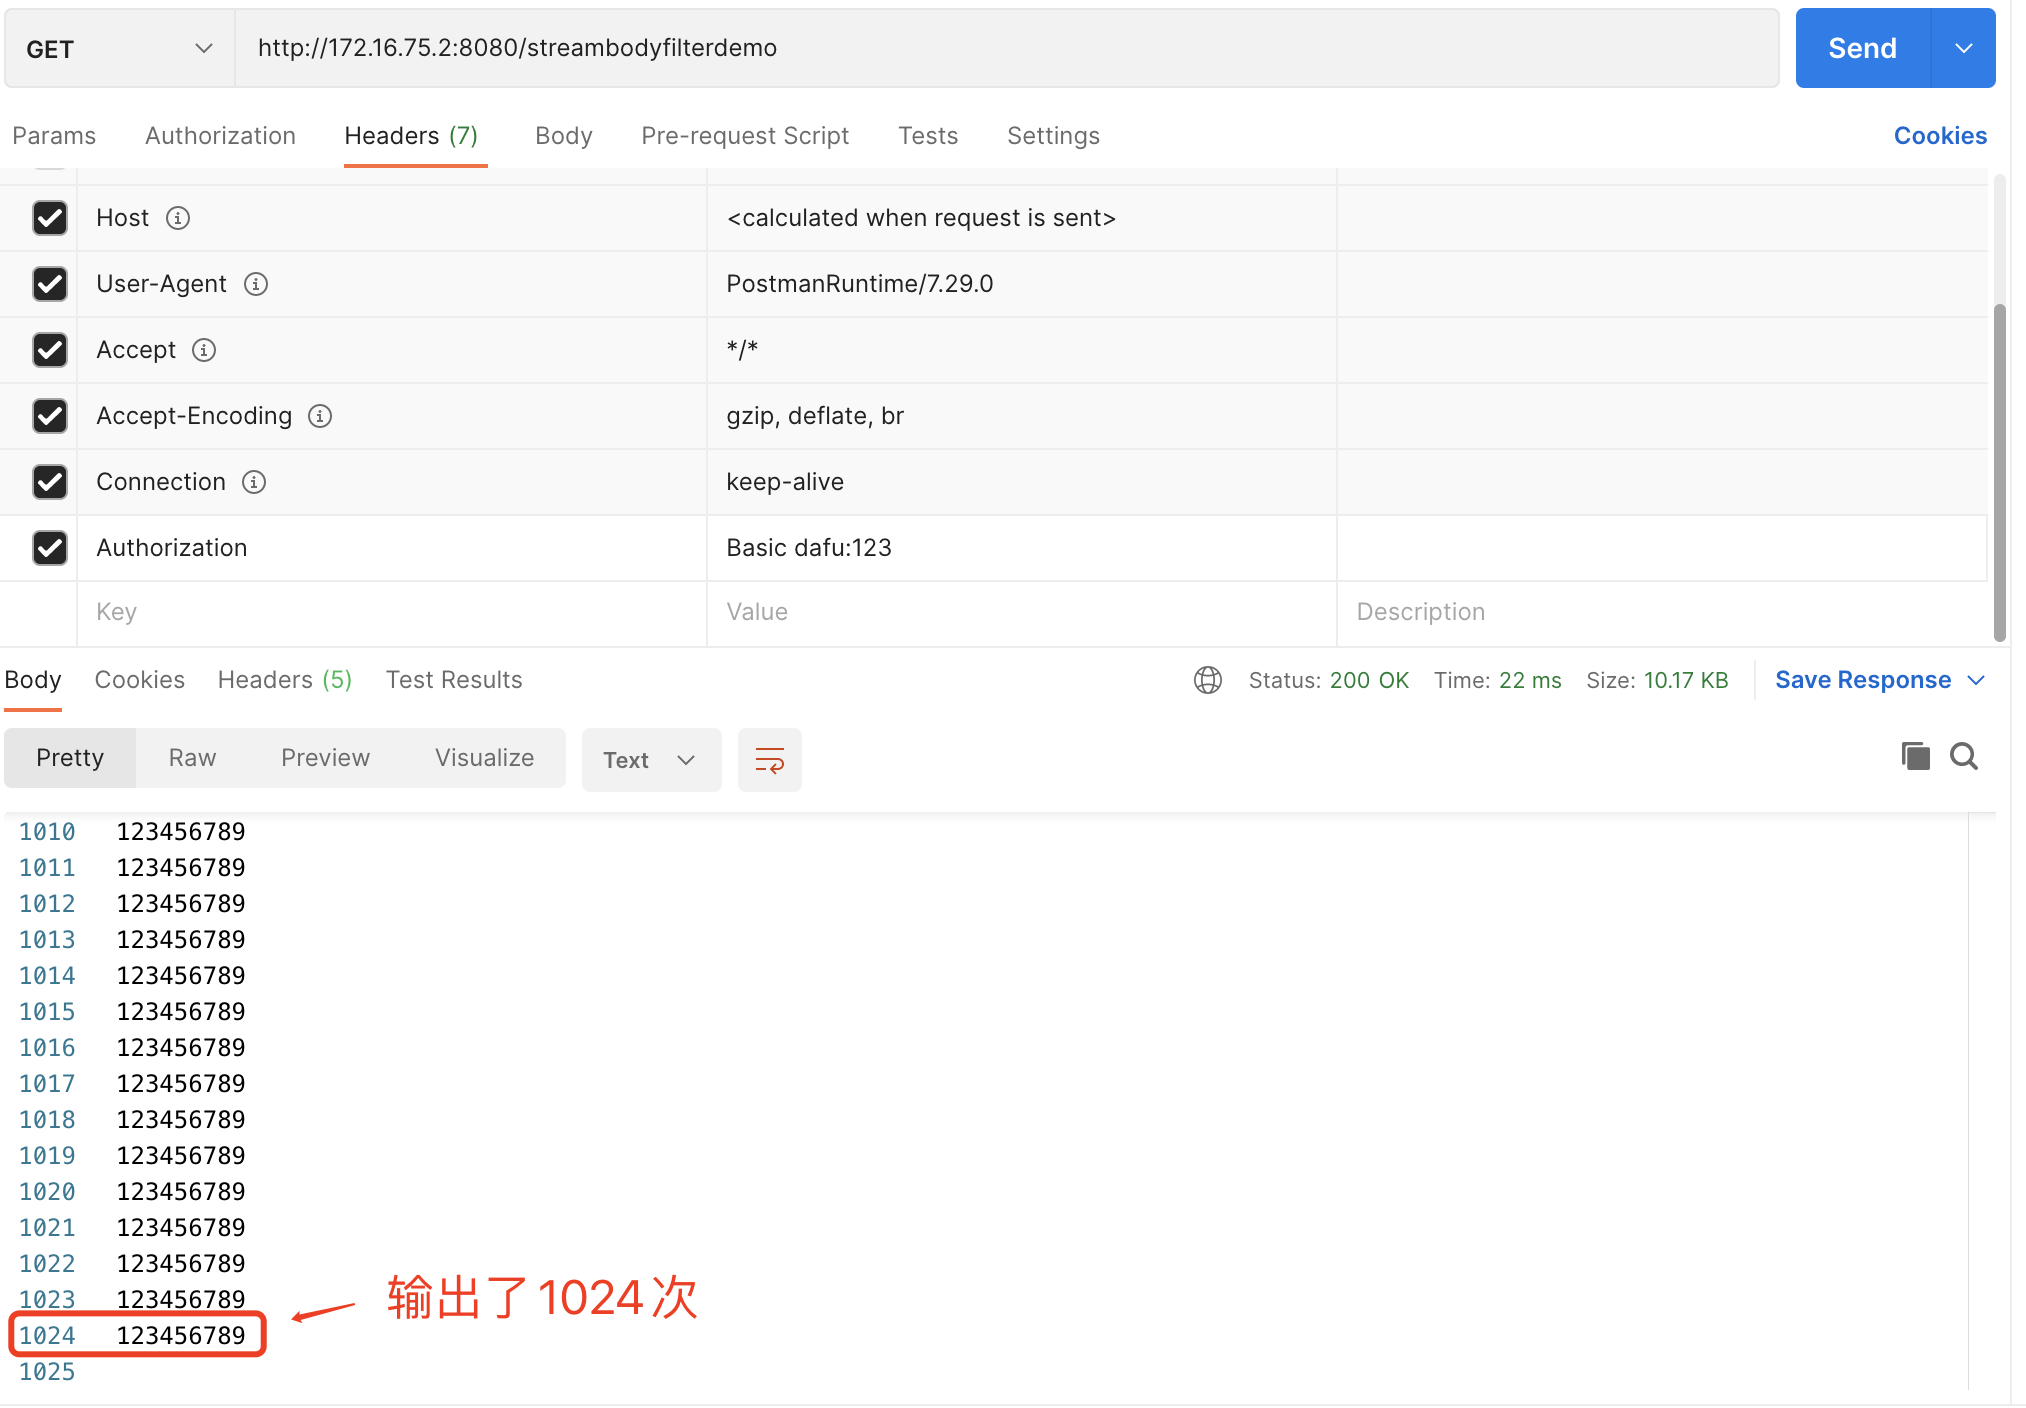 GET http://172.16.75.2:8080/streambodyfilterdemo Send
Params Authorization Headers (7) Body Pre-request Script Tests Settings Cookies
Host <calculated when request is sent>
User-Agent PostmanRuntime/7.29.0
Accept */*
Accept-Encoding gzip, deflate, br
Connection keep-alive
Authorization Basic dafu:123
Key Value Description
Body Cookies Headers (5) Test Results Status: 200 OK Time: 22 ms Size: 10.17 KB Save Response
Pretty Raw Preview Visualize Text
1010 123456789
1011 123456789
1012 123456789
1013 123456789
1014 123456789
1015 123456789
1016 123456789
1017 123456789
1018 123456789
1019 123456789
1020 123456789
1021 123456789
1022 123456789
1023 123456789
输出了1024次
1024 123456789
1025